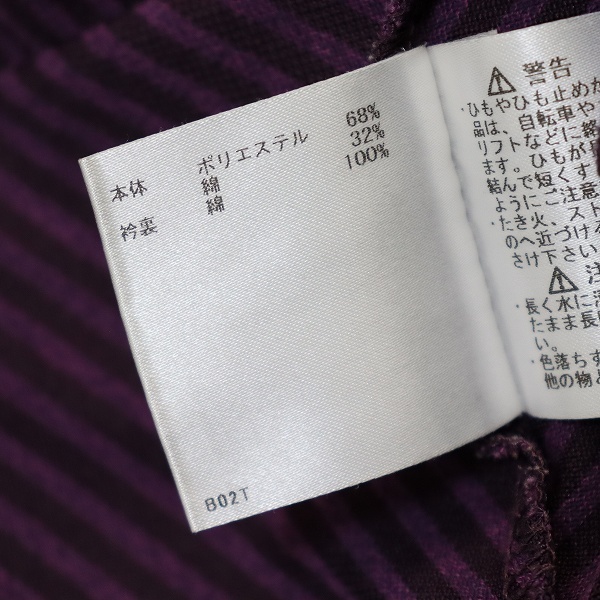 本体 ポリエステル 68%
綿 32%
衿裏 綿 100%
B02T
警告
・ひもやひも止めか
品は、自転車や
リフトなどに絡
ます。ひもが
結んで短くす
ようにご注意
・たき火、スト
のへ近づける
さけ下さい
注
・長く水に
たまま長
い。
・色落ちす
他の物と